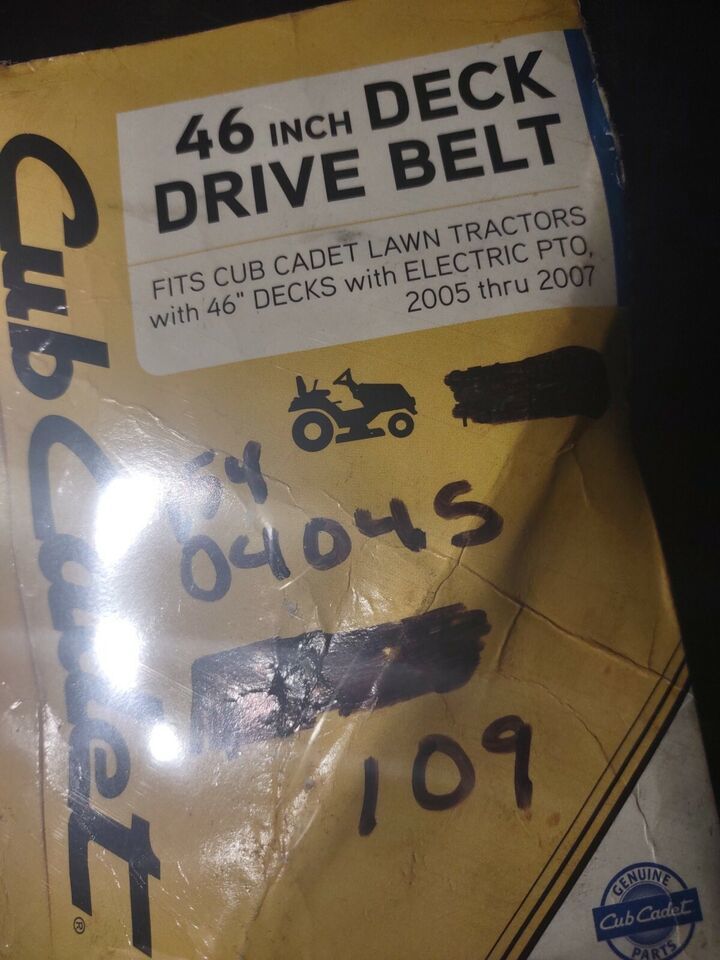 46 INCH DECK
DRIVE BELT
FITS CUB CADET LAWN TRACTORS
with 46" DECKS with ELECTRIC PTO,
2005 thru 2007
Cub Cadet®
54
04045
109
GENUINE
Cub Cadet
PARTS